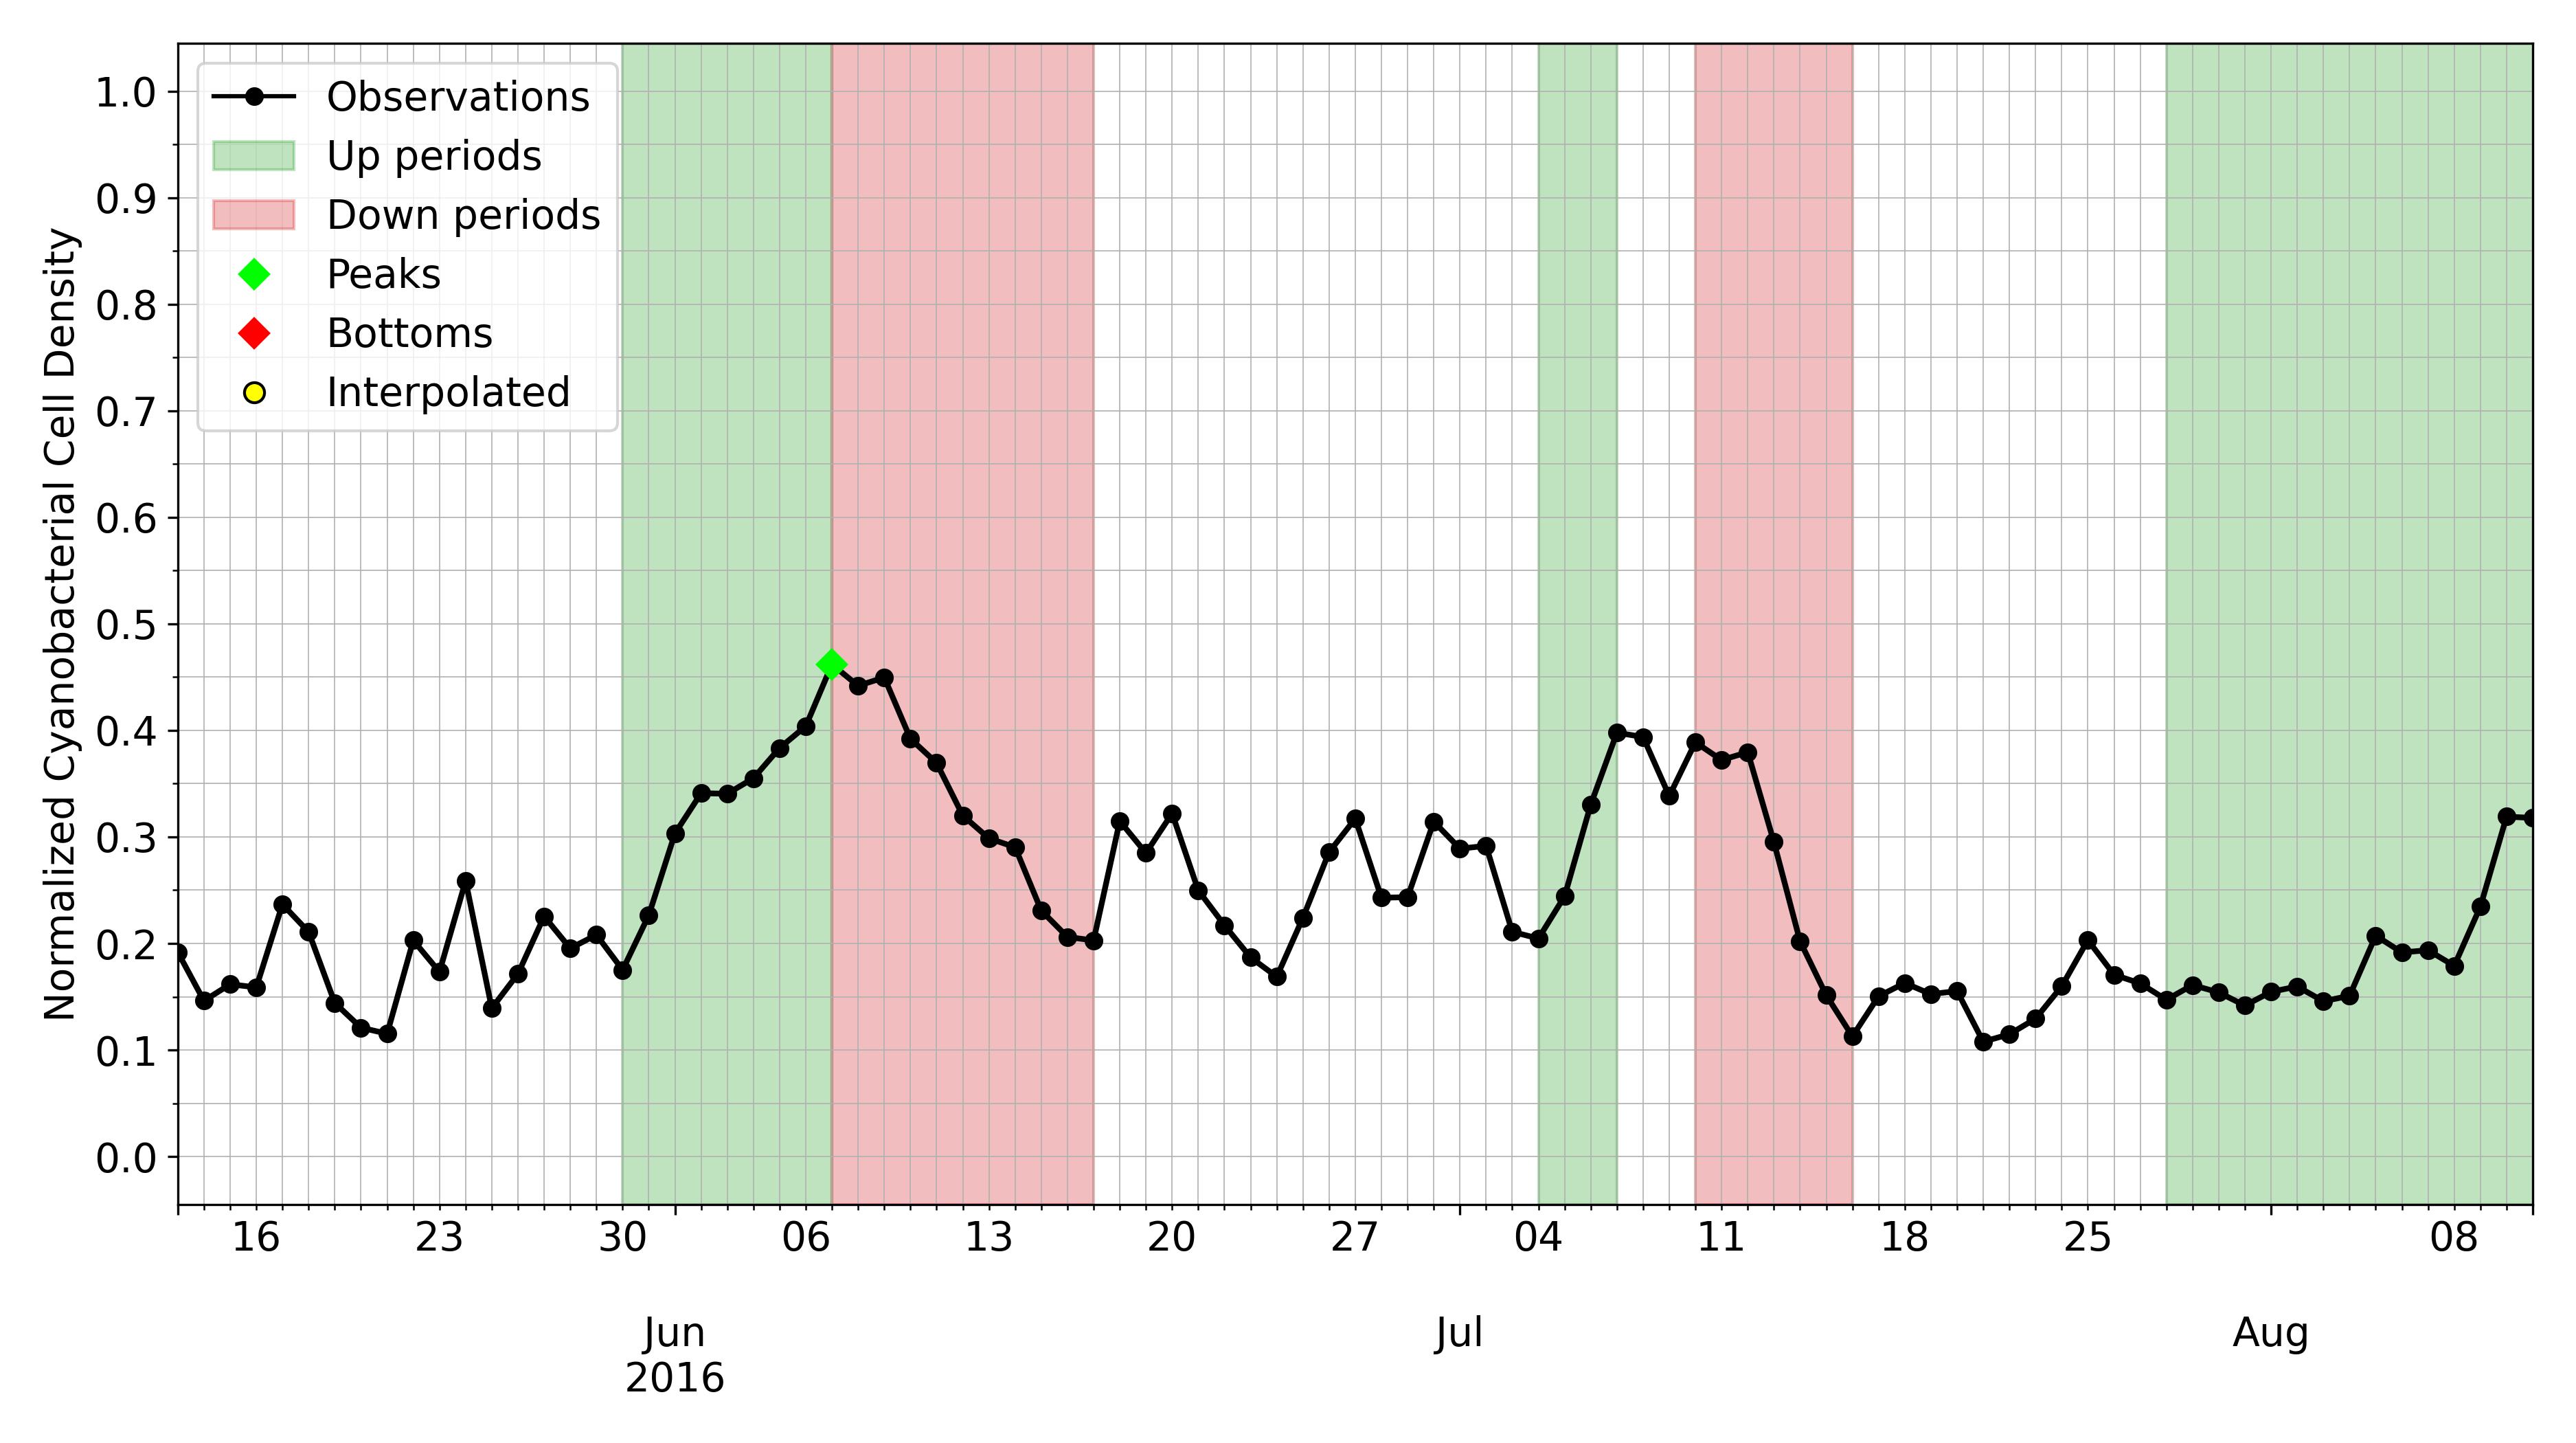 Normalized Cyanobacterial Cell Density
1.0
0.9
0.8
0.7
0.6
0.5
0.4
0.3
0.2
0.1
0.0
Observations
Up periods
Down periods
Peaks
Bottoms
Interpolated
16 23 30 06 13 20 27 04 11 18 25 08
Jun Jul Aug
2016